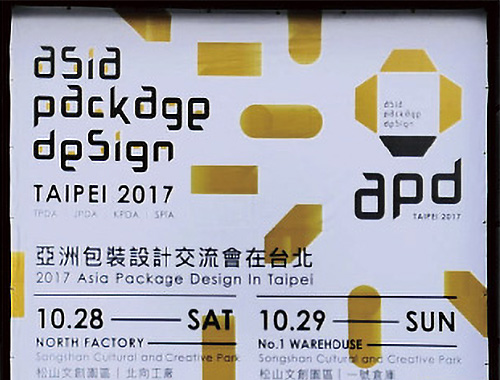 asia
package
design
TAIPEI 2017
TPDA | JPDA | KPDA | SPTA
asia
package
design
apd
TAIPEI 2017
亞洲包裝設計交流會在台北
2017 Asia Package Design In Taipei
10.28 SAT
NORTH FACTORY
Songshan Cultural and Creative Park
松山文創園區 | 北向工廠
10.29 SUN
No.1 WAREHOUSE
Songshan Cultural and Creative Park
松山文創園區 | 一號倉庫